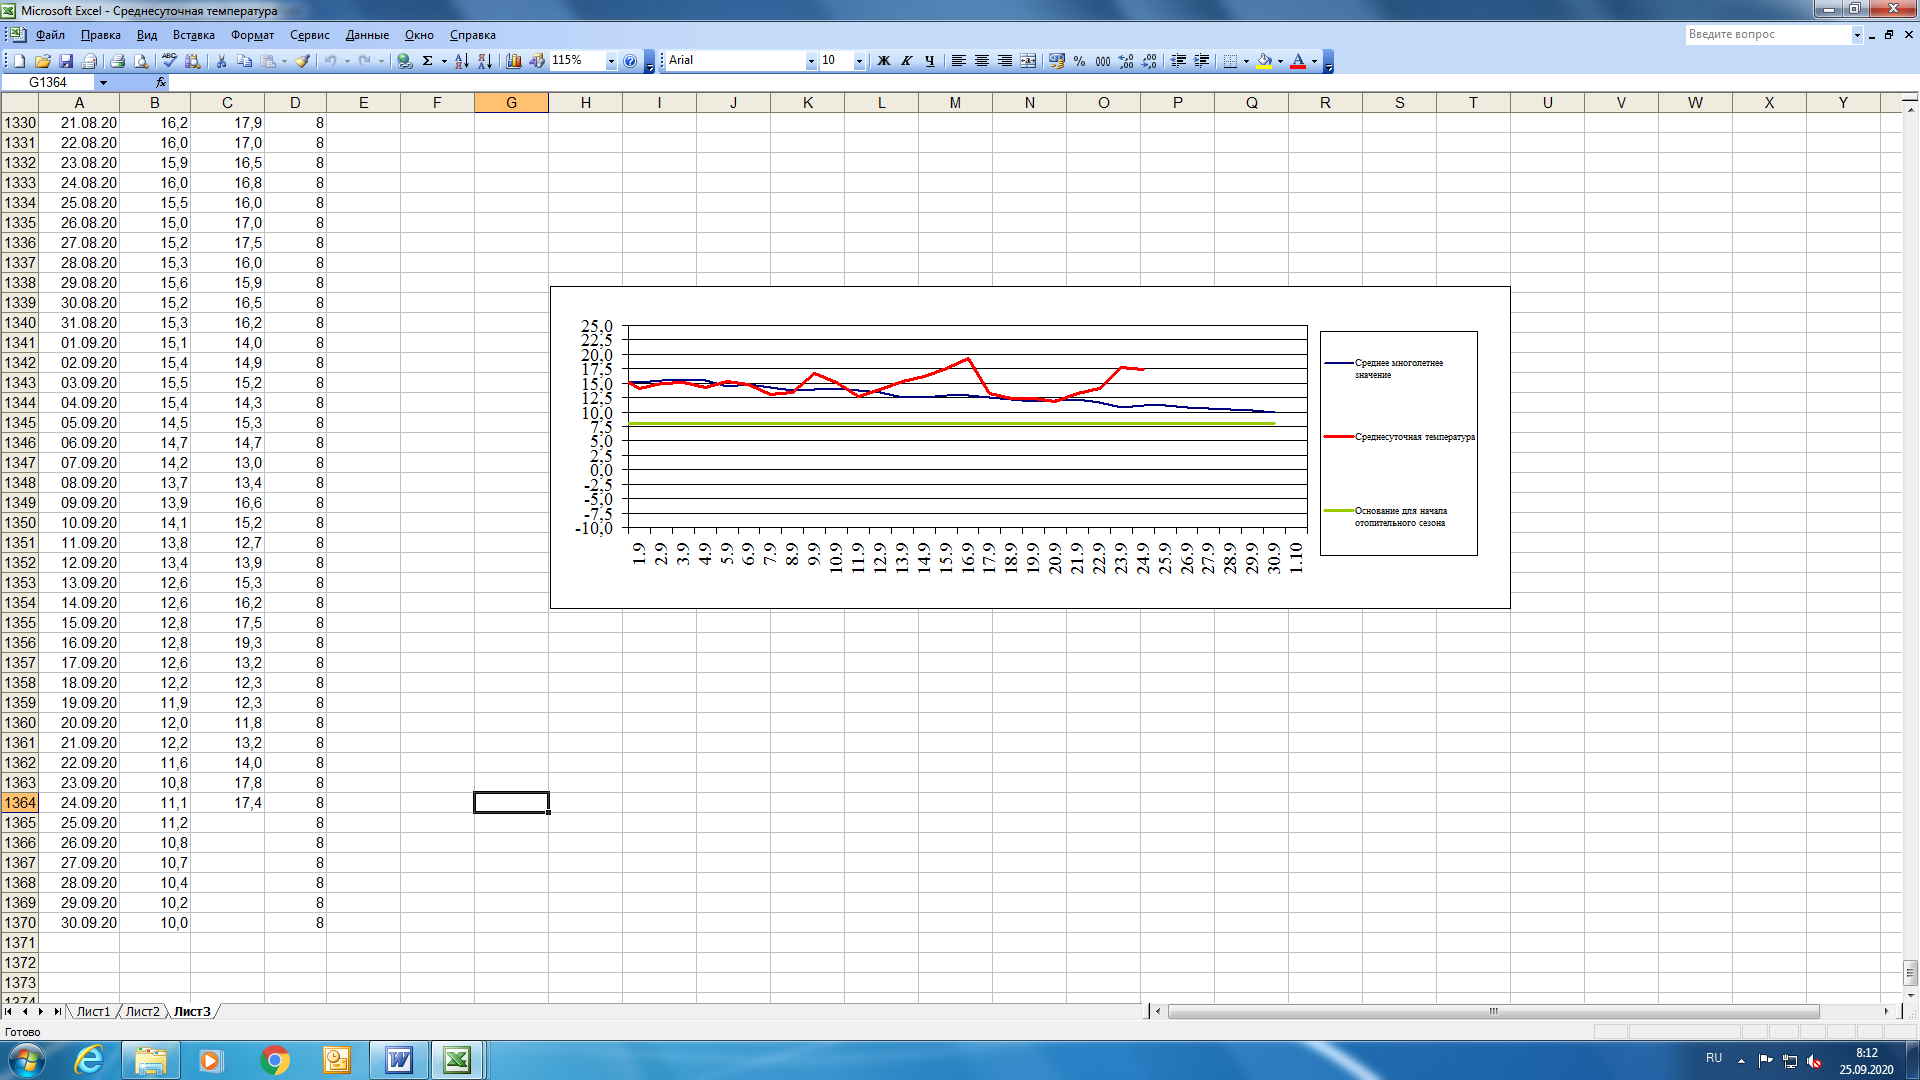 Microsoft Excel - Среднесуточная температура
Файл Правка Вид Вставка Формат Сервис Данные Окно Справка Введите вопрос
115% Arial 10 Ж К Ч
G1364 fx
A B C D E F G H I J K L M N O P Q R S T U V W X Y
1330 21.08.20 16,2 17,9 8
1331 22.08.20 16,0 17,0 8
1332 23.08.20 15,9 16,5 8
1333 24.08.20 16,0 16,8 8
1334 25.08.20 15,5 16,0 8
1335 26.08.20 15,0 17,0 8
1336 27.08.20 15,2 17,5 8
1337 28.08.20 15,3 16,0 8
1338 29.08.20 15,6 15,9 8
1339 30.08.20 15,2 16,5 8
1340 31.08.20 15,3 16,2 8
1341 01.09.20 15,1 14,0 8
1342 02.09.20 15,4 14,9 8
1343 03.09.20 15,5 15,2 8
1344 04.09.20 15,4 14,3 8
1345 05.09.20 14,5 15,3 8
1346 06.09.20 14,7 14,7 8
1347 07.09.20 14,2 13,0 8
1348 08.09.20 13,7 13,4 8
1349 09.09.20 13,9 16,6 8
1350 10.09.20 14,1 15,2 8
1351 11.09.20 13,8 12,7 8
1352 12.09.20 13,4 13,9 8
1353 13.09.20 12,6 15,3 8
1354 14.09.20 12,6 16,2 8
1355 15.09.20 12,8 17,5 8
1356 16.09.20 12,8 19,3 8
1357 17.09.20 12,6 13,2 8
1358 18.09.20 12,2 12,3 8
1359 19.09.20 11,9 12,3 8
1360 20.09.20 12,0 11,8 8
1361 21.09.20 12,2 13,2 8
1362 22.09.20 11,6 14,0 8
1363 23.09.20 10,8 17,8 8
1364 24.09.20 11,1 17,4 8
1365 25.09.20 11,2 8
1366 26.09.20 10,8 8
1367 27.09.20 10,7 8
1368 28.09.20 10,4 8
1369 29.09.20 10,2 8
1370 30.09.20 10,0 8
1371
1372
1373
1374
25,0
22,5
20,0
17,5
15,0
12,5
10,0
7,5
5,0
2,5
0,0
-2,5
-5,0
-7,5
-10,0
1.9 2.9 3.9 4.9 5.9 6.9 7.9 8.9 9.9 10.9 11.9 12.9 13.9 14.9 15.9 16.9 17.9 18.9 19.9 20.9 21.9 22.9 23.9 24.9 25.9 26.9 27.9 28.9 29.9 30.9 1.10
Среднее многолетнее
значение
Среднесуточная температура
Основание для начала
отопительного сезона
Лист1 Лист2 Лист3
Готово
RU 8:12
25.09.2020